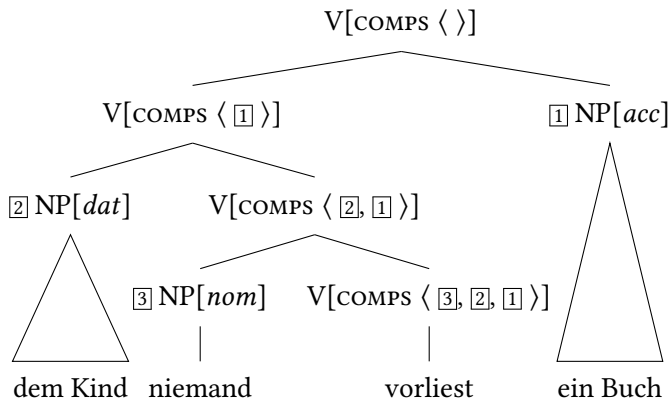 V[COMPS ⟨ ⟩]
V[COMPS ⟨ 1 ⟩] 1 NP[acc]
2 NP[dat] V[COMPS ⟨ 2, 1 ⟩]
3 NP[nom] V[COMPS ⟨ 3, 2, 1 ⟩]
dem Kind niemand vorliest ein Buch